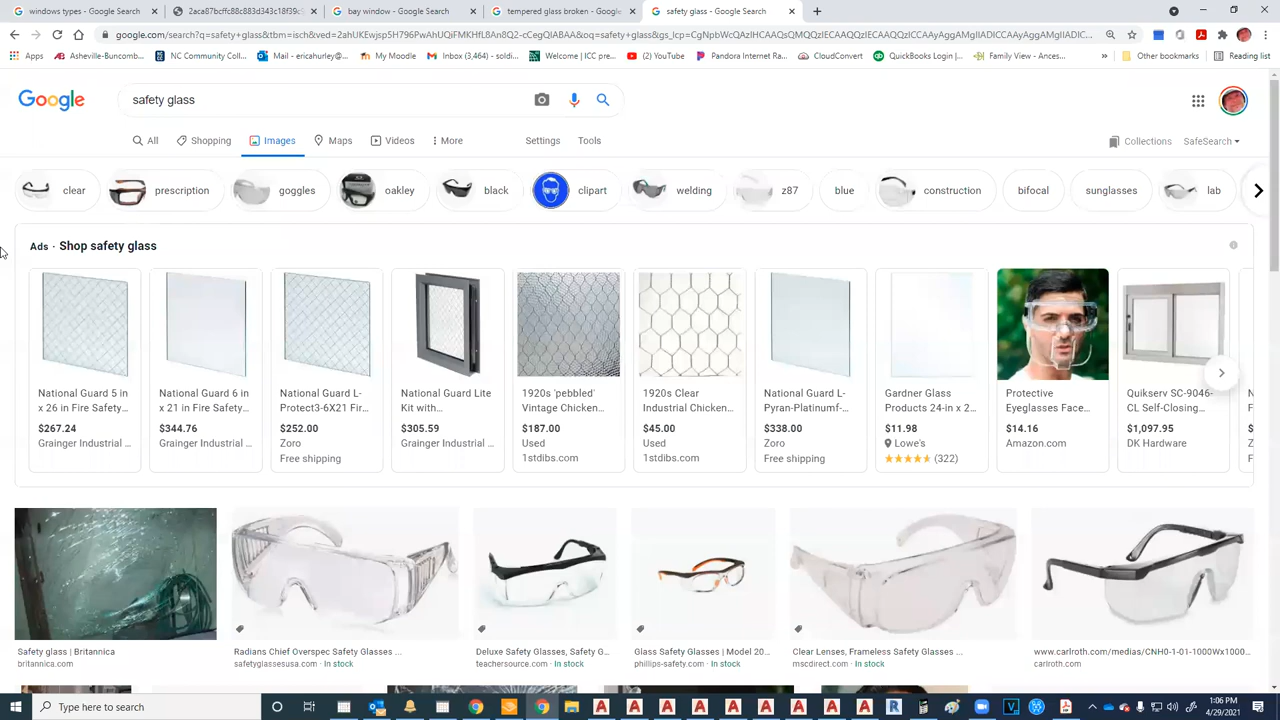 windows types - Google Search
2aca87bcffc88c883d343c18f39c
bay window - Google Search
tempered glass broken - Google
safety glass - Google Search
google.com/search?q=safety+glass&tbm=isch&ved=
Apps
Asheville-Buncomb...
NC Community Coll...
Mail - ericahurley@...
My Moodle
Inbox (3,464) - soldi...
Welcome | ICC pre...
(2) YouTube
Pandora Internet Ra...
CloudConvert
QuickBooks Login |...
Family View - Ances...
»
Other bookmarks
Reading list
Google
safety glass
All
Shopping
Images
Maps
Videos
More
Settings
Tools
Collections
SafeSearch
clear
prescription
goggles
oakley
black
clipart
welding
z87
blue
construction
bifocal
sunglasses
lab
Ads · Shop safety glass
National Guard 5 in
x 26 in Fire Safety...
$267.24
Grainger Industrial ...
National Guard 6 in
x 21 in Fire Safety...
$344.76
Grainger Industrial ...
National Guard L-
Protect3-6X21 Fir...
$252.00
Zoro
Free shipping
National Guard Lite
Kit with...
$305.59
Grainger Industrial ...
1920s 'pebbled'
Vintage Chicken...
$187.00
Used
1stdibs.com
1920s Clear
Industrial Chicken...
$45.00
Used
1stdibs.com
National Guard L-
Pyran-Platinumf-...
$338.00
Zoro
Free shipping
Gardner Glass
Products 24-in x 2...
$11.98
Lowe's
(322)
Protective
Eyeglasses Face...
$14.16
Amazon.com
Quikserv SC-9046-
CL Self-Closing...
$1,097.95
DK Hardware
Safety glass | Britannica
britannica.com
Radians Chief Overspec Safety Glasses ...
safetyglassesusa.com · In stock
Deluxe Safety Glasses, Safety G...
teachersource.com · In stock
Glass Safety Glasses | Model 20...
phillips-safety.com · In stock
Clear Lenses, Frameless Safety Glasses ...
mscdirect.com · In stock
www.carlroth.com/medias/CNH0-1-01-1000Wx1000...
carlroth.com
Type here to search
1:06 PM
4/29/2021